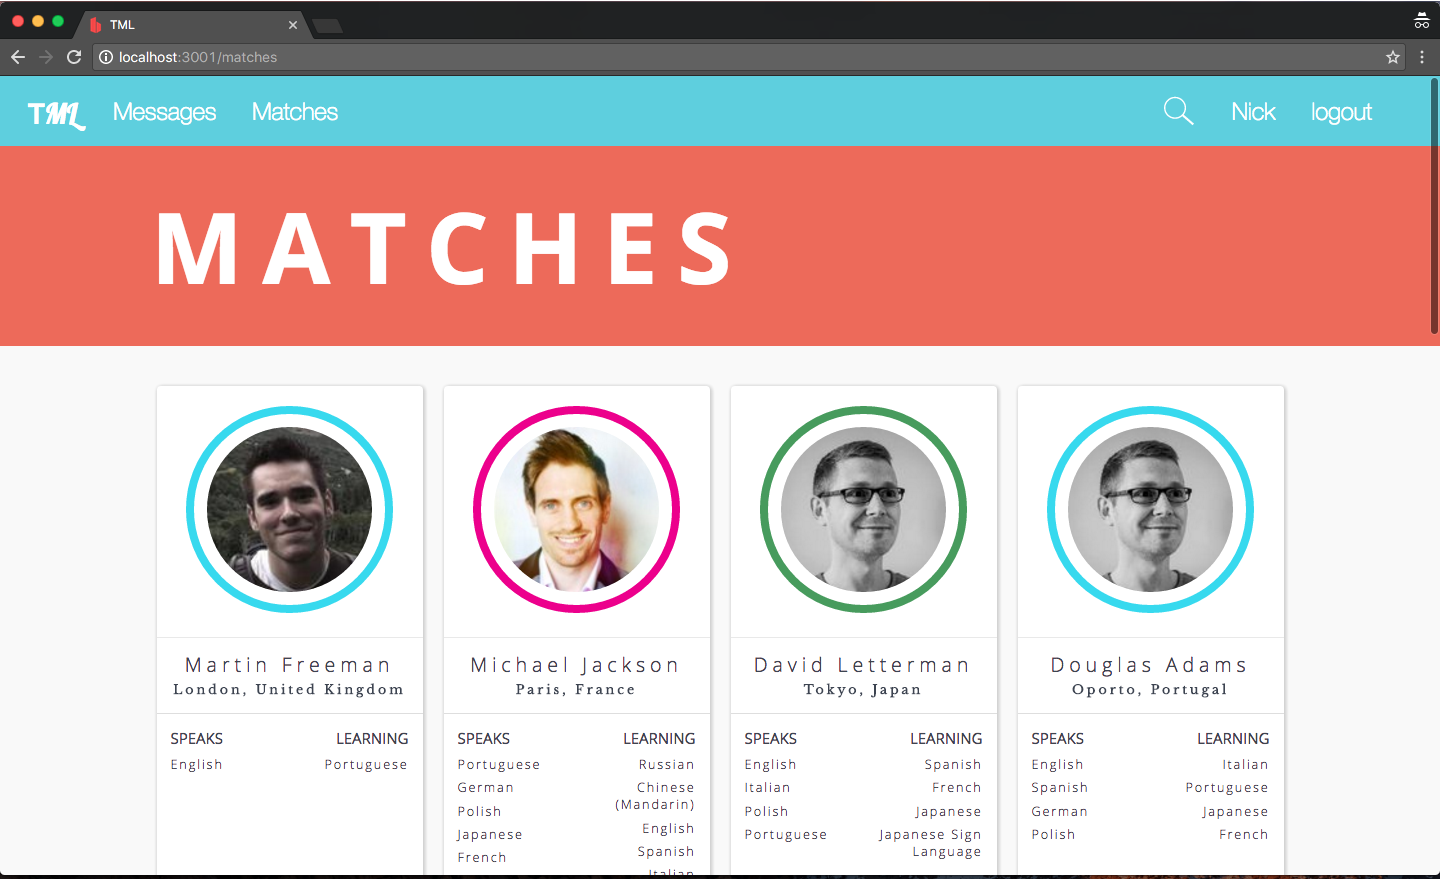 TML
localhost:3001/matches
TML Messages Matches Nick logout
MATCHES
Martin Freeman
London, United Kingdom
SPEAKS LEARNING
English Portuguese
Michael Jackson
Paris, France
SPEAKS LEARNING
Portuguese Russian
German Chinese
(Mandarin)
Polish
English
Japanese
Spanish
French
Italian
David Letterman
Tokyo, Japan
SPEAKS LEARNING
English Spanish
Italian French
Polish Japanese
Portuguese Japanese Sign
Language
Douglas Adams
Oporto, Portugal
SPEAKS LEARNING
English Italian
Spanish Portuguese
German Japanese
Polish French